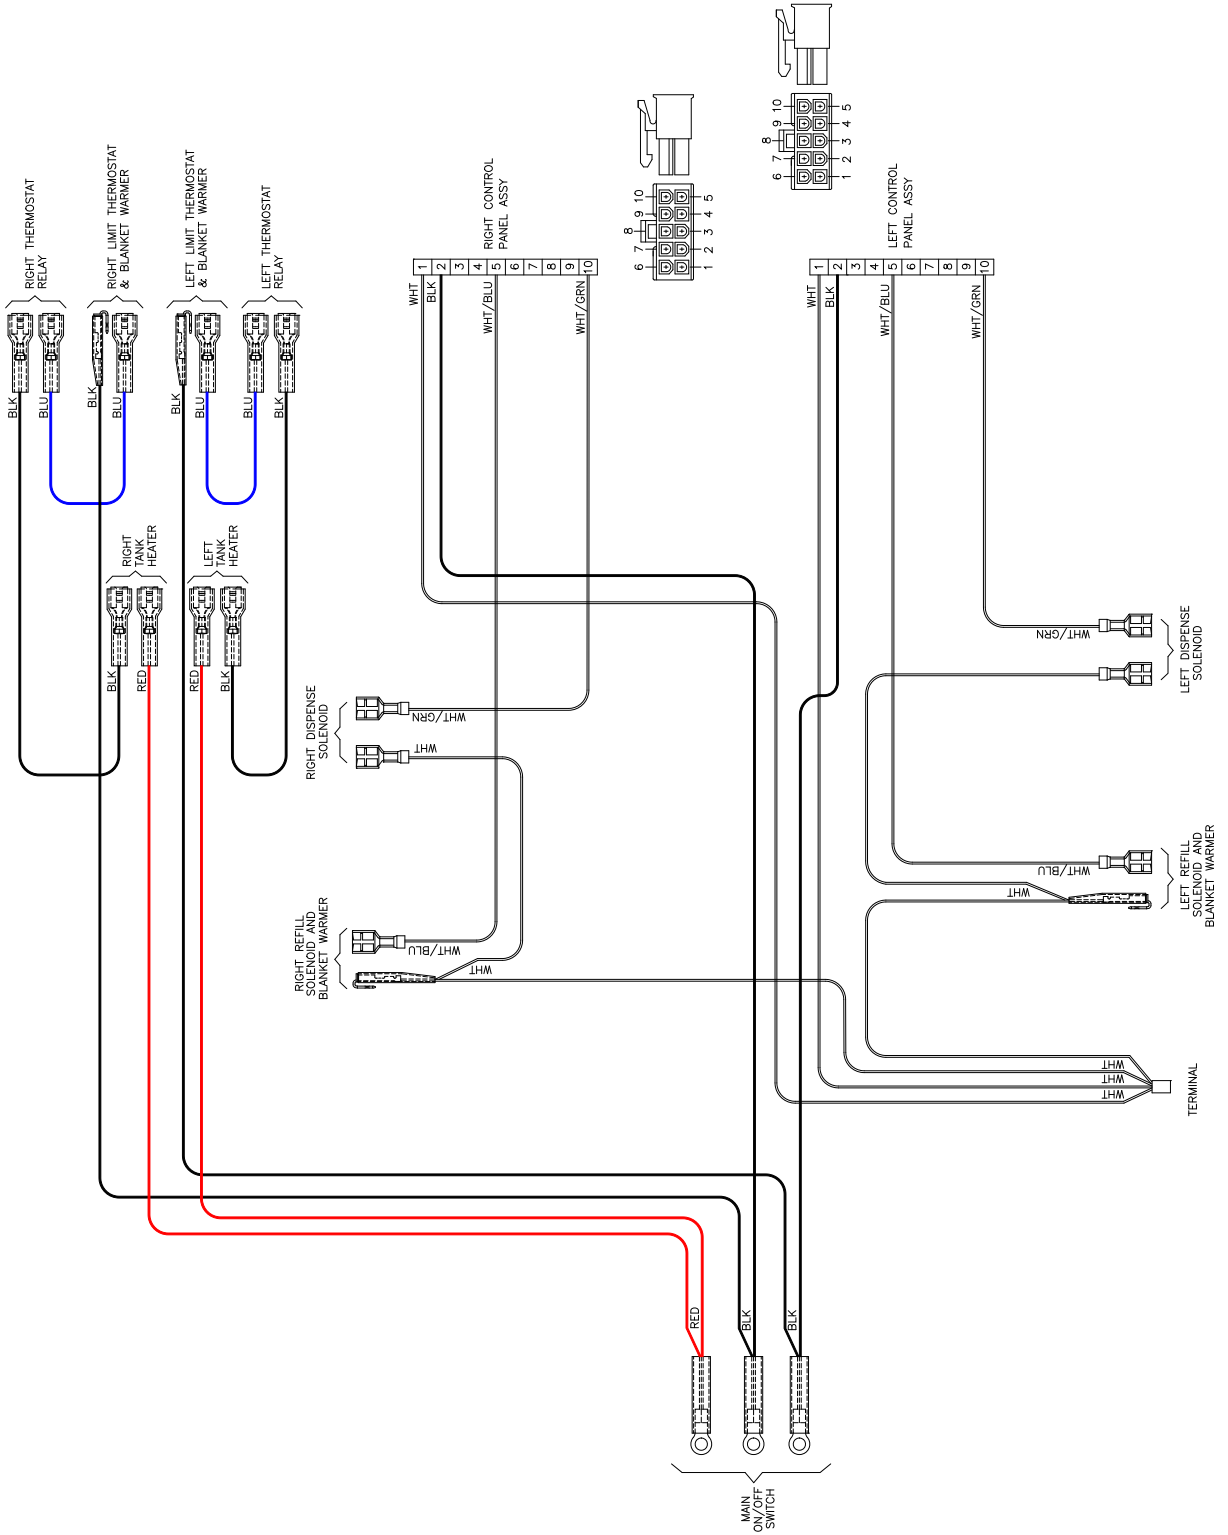 RIGHT THERMOSTAT
RELAY
RIGHT LIMIT THERMOSTAT
& BLANKET WARMER
LEFT LIMIT THERMOSTAT
& BLANKET WARMER
LEFT THERMOSTAT
RELAY
BLK
BLU
BLK
BLU
BLK
BLU
BLU
BLK
RIGHT
TANK
HEATER
LEFT
TANK
HEATER
BLK
RED
RED
BLK
RIGHT CONTROL
PANEL ASSY
1
2
3
4
5
6
7
8
9
10
WHT
BLK
WHT/BLU
WHT/GRN
6
7
8
9
10
1
2
3
4
5
LEFT CONTROL
PANEL ASSY
1
2
3
4
5
6
7
8
9
10
WHT
BLK
WHT/BLU
WHT/GRN
6
7
8
9
10
1
2
3
4
5
RIGHT DISPENSE
SOLENOID
WHT/GRN
WHT
RIGHT REFILL
SOLENOID AND
BLANKET WARMER
WHT/BLU
WHT
LEFT DISPENSE
SOLENOID
WHT/GRN
LEFT REFILL
SOLENOID AND
BLANKET WARMER
WHT/BLU
WHT
TERMINAL
WHT
WHT
WHT
RED
BLK
BLK
MAIN
ON/OFF
SWITCH